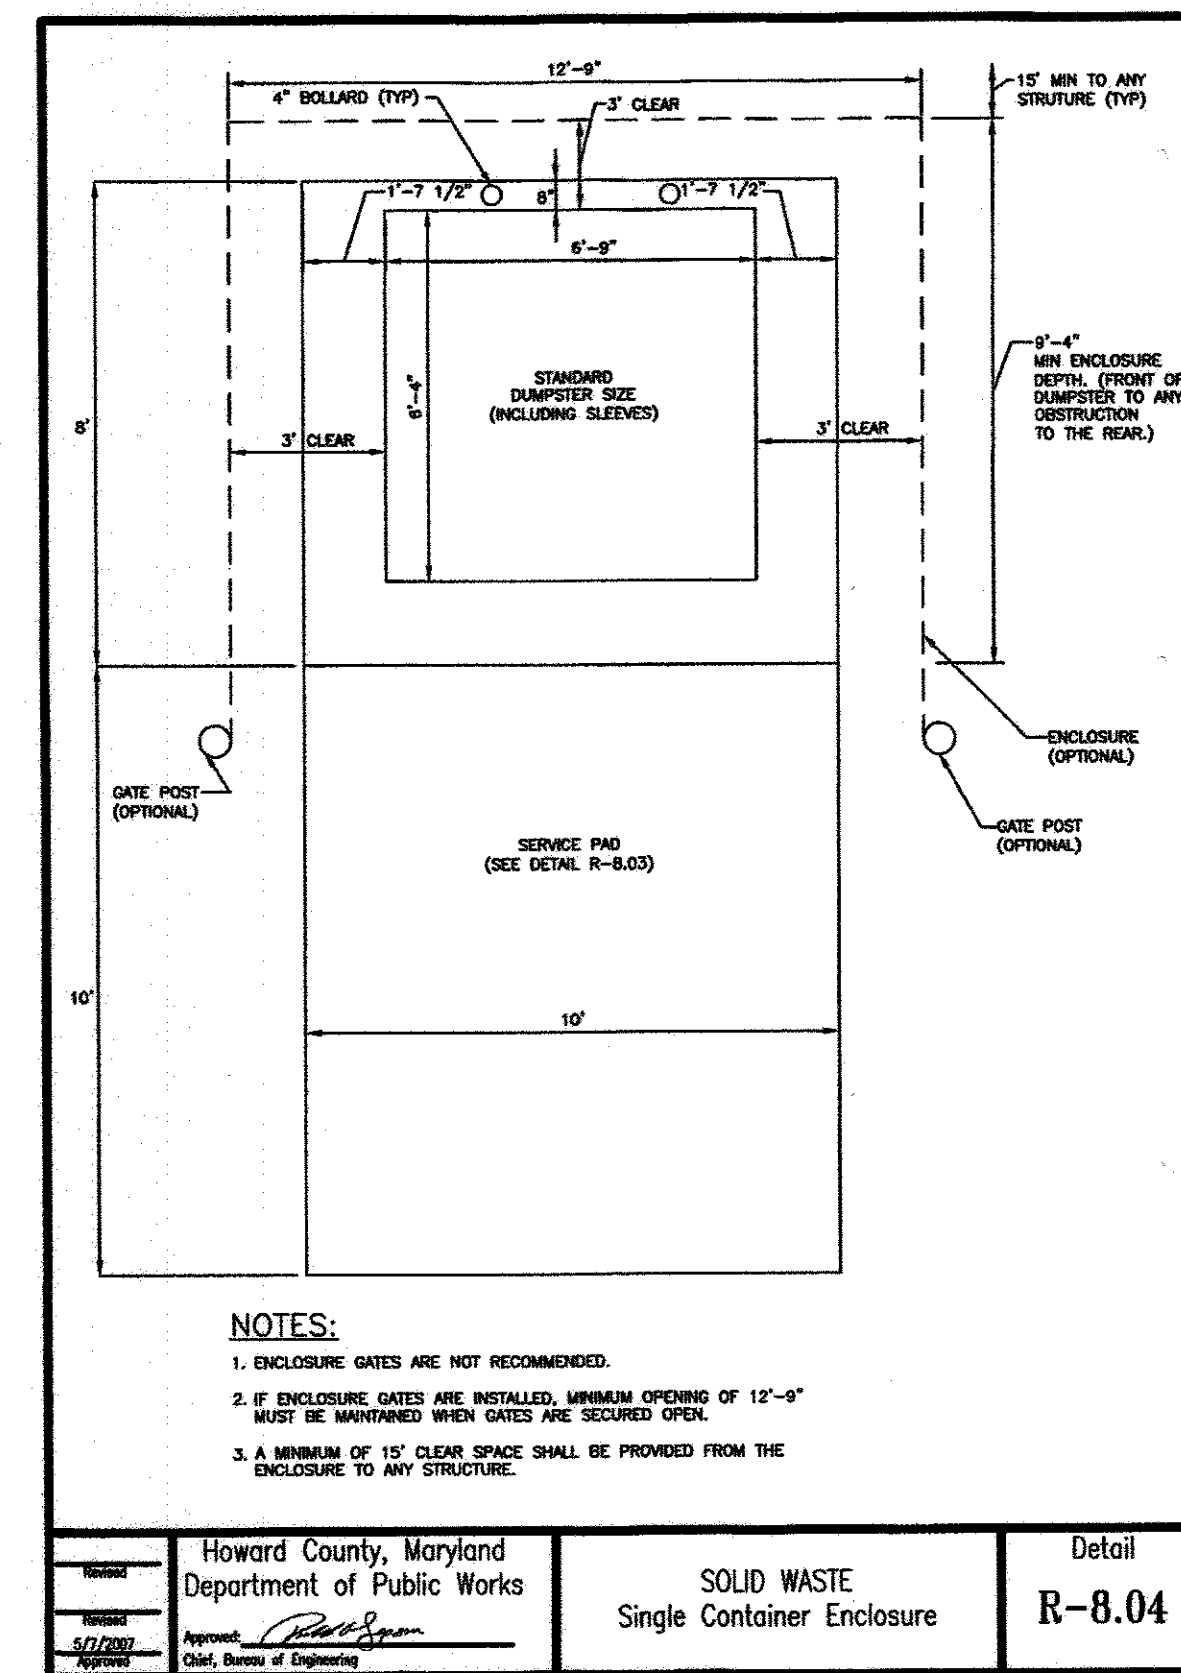 12'-9"
4" BOLLARD (TYP)
3' CLEAR
15' MIN TO ANY
STRUTURE (TYP)
1'-7 1/2"
8"
1'-7 1/2"
6'-9"
STANDARD
DUMPSTER SIZE
(INCLUDING SLEEVES)
6'-4"
8'
3' CLEAR
3' CLEAR
9'-4"
MIN ENCLOSURE
DEPTH. (FRONT OF
DUMPSTER TO ANY
OBSTRUCTION
TO THE REAR.)
GATE POST
(OPTIONAL)
ENCLOSURE
(OPTIONAL)
GATE POST
(OPTIONAL)
SERVICE PAD
(SEE DETAIL R-8.03)
10'
10'
NOTES:
1. ENCLOSURE GATES ARE NOT RECOMMENDED.
2. IF ENCLOSURE GATES ARE INSTALLED, MINIMUM OPENING OF 12'-9"
MUST BE MAINTAINED WHEN GATES ARE SECURED OPEN.
3. A MINIMUM OF 15' CLEAR SPACE SHALL BE PROVIDED FROM THE
ENCLOSURE TO ANY STRUCTURE.
Revised
Revised
5/7/2007
Approved
Howard County, Maryland
Department of Public Works
Approved:
Chief, Bureau of Engineering
SOLID WASTE
Single Container Enclosure
Detail
R-8.04